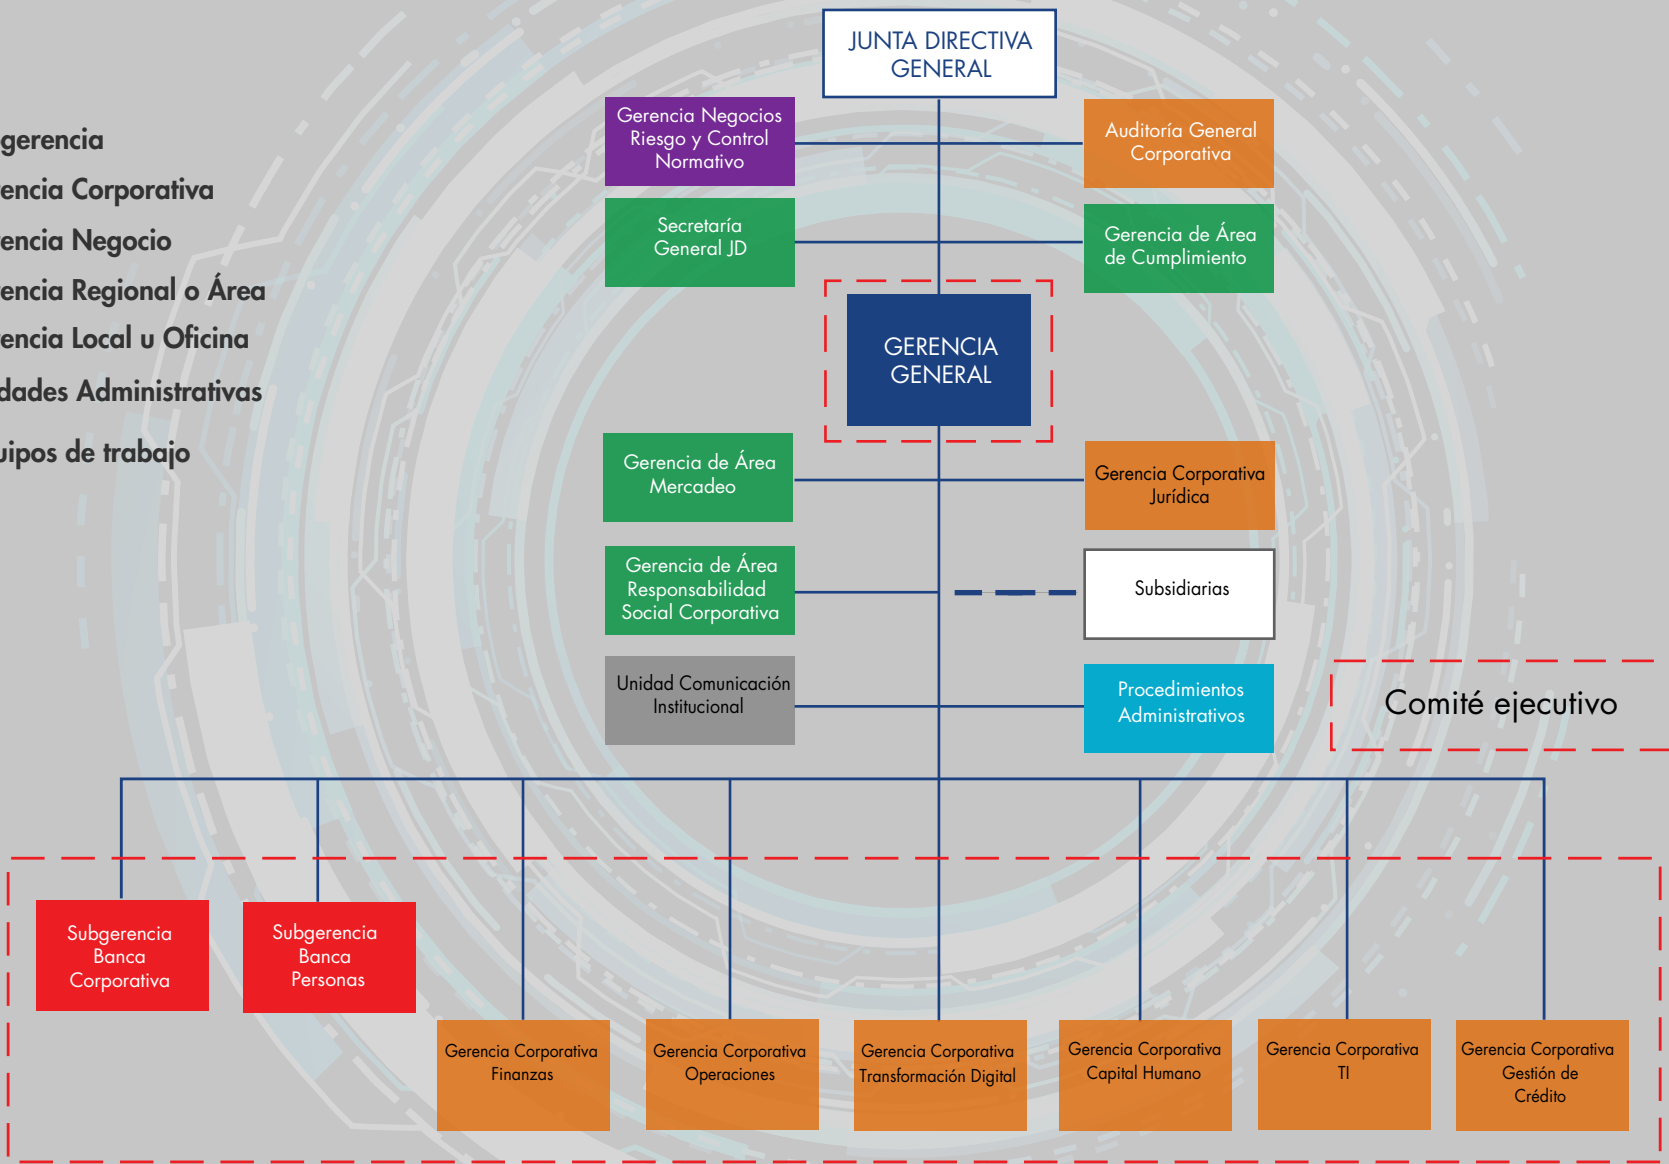 JUNTA DIRECTIVA
GENERAL
Gerencia Negocios
Riesgo y Control
Normativo
Auditoría General
Corporativa
gerencia
encia Corporativa
encia Negocio
encia Regional o Área
encia Local u Oficina
dades Administrativas
uipos de trabajo
Secretaría
General JD
Gerencia de Área
de Cumplimiento
GERENCIA
GENERAL
Gerencia de Área
Mercadeo
Gerencia Corporativa
Jurídica
Gerencia de Área
Responsabilidad
Social Corporativa
Subsidiarias
Unidad Comunicación
Institucional
Procedimientos
Administrativos
Comité ejecutivo
Subgerencia
Banca
Corporativa
Subgerencia
Banca
Personas
Gerencia Corporativa
Finanzas
Gerencia Corporativa
Operaciones
Gerencia Corporativa
Transformación Digital
Gerencia Corporativa
Capital Humano
Gerencia Corporativa
TI
Gerencia Corporativa
Gestión de
Crédito